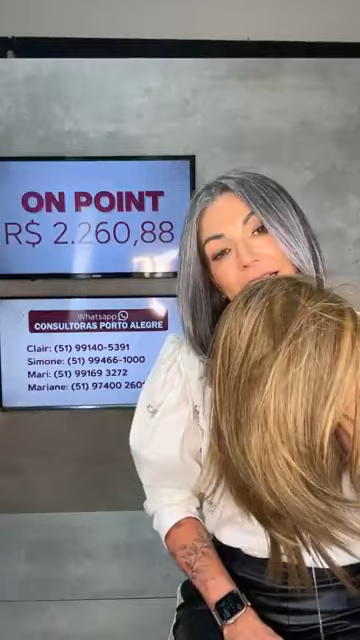 ON POINT
R$ 2.260,88
Whatsapp
CONSULTORAS PORTO ALEGRE
Clair: (51) 99140-5391
Simone: (51) 99466-1000
Mari: (51) 99169 3272
Mariane: (51) 97400 260